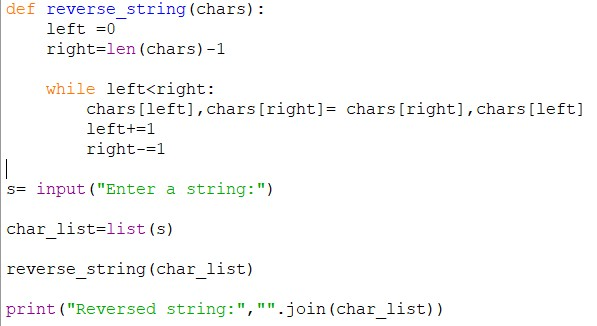 def reverse_string(chars):
    left =0
    right=len(chars)-1
    while left<right:
        chars[left],chars[right]= chars[right],chars[left]
        left+=1
        right-=1
s= input("Enter a string:")
char_list=list(s)
reverse_string(char_list)
print("Reversed string:","".join(char_list))